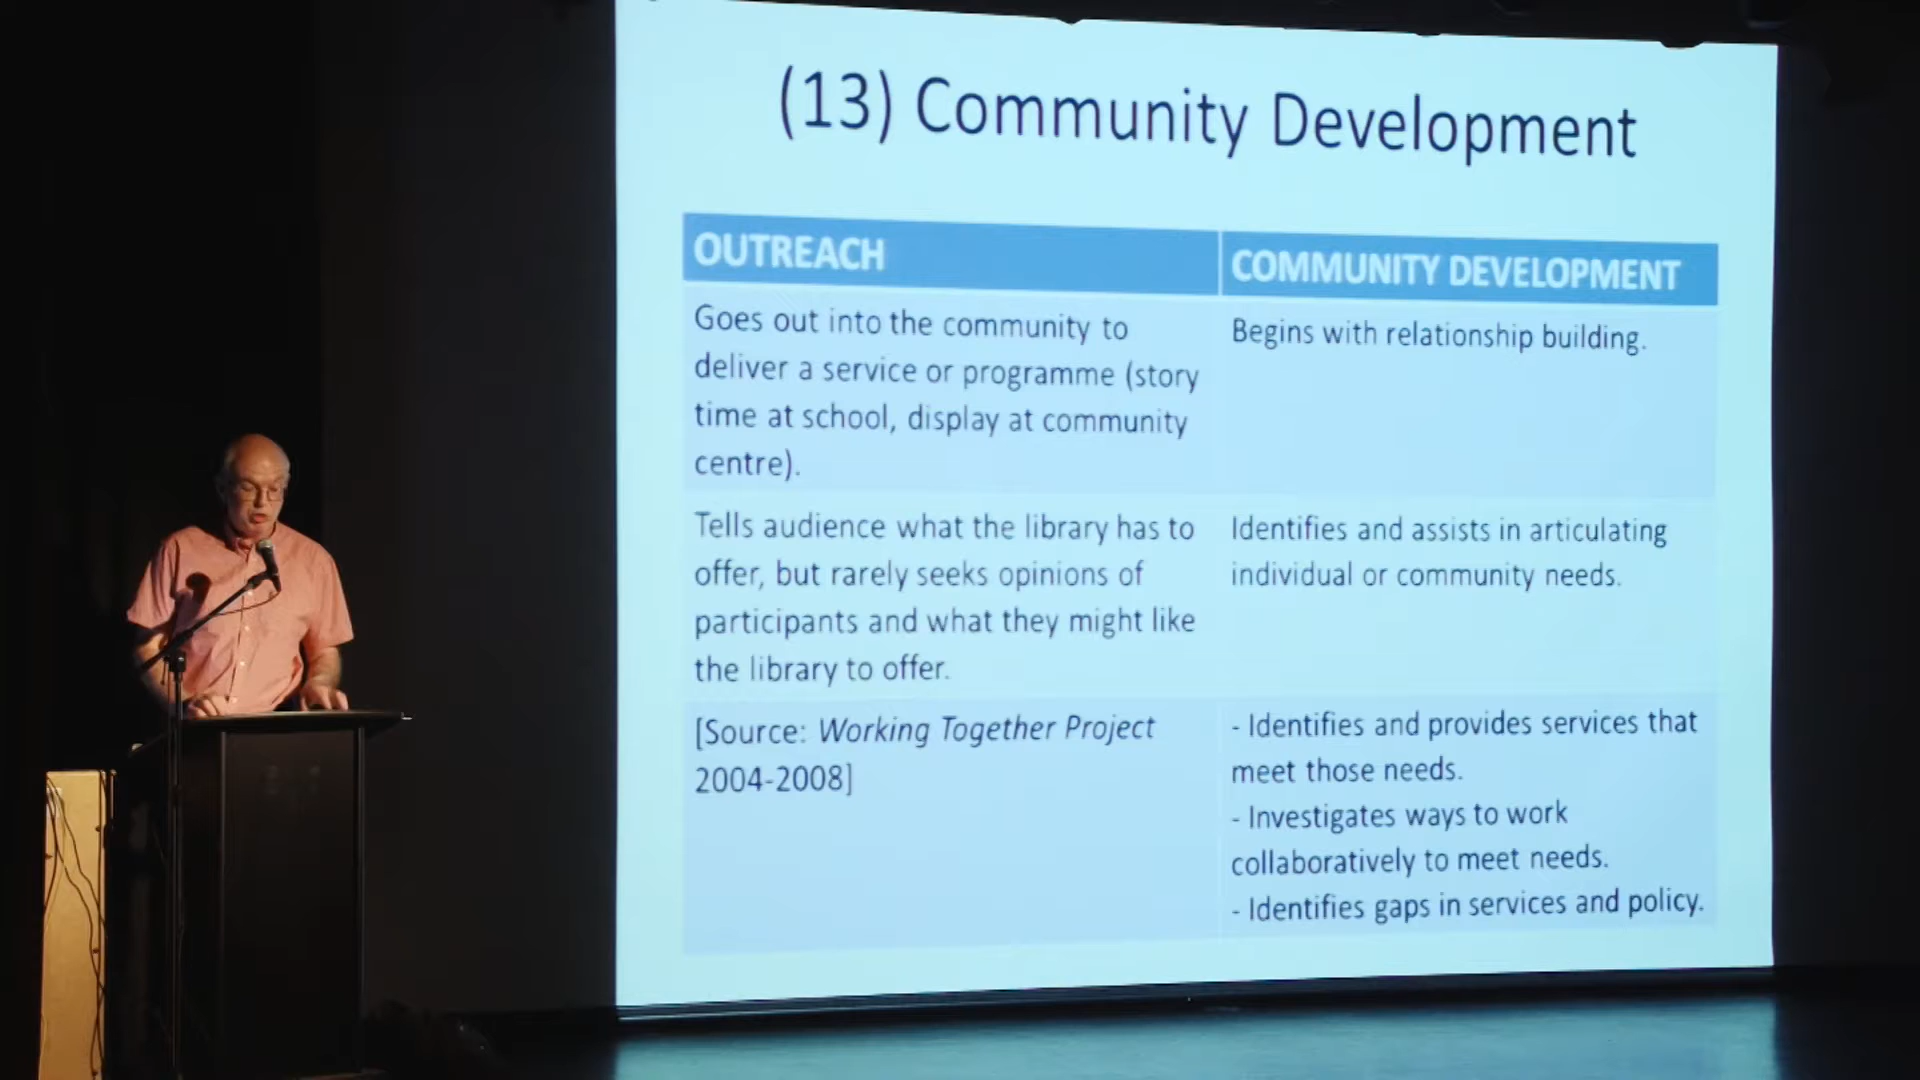 (13) Community Development
OUTREACH
COMMUNITY DEVELOPMENT
Goes out into the community to
deliver a service or programme (story
time at school, display at community
centre).
Begins with relationship building.
Tells audience what the library has to
offer, but rarely seeks opinions of
participants and what they might like
the library to offer.
Identifies and assists in articulating
individual or community needs.
[Source: Working Together Project
2004-2008]
- Identifies and provides services that
meet those needs.
- Investigates ways to work
collaboratively to meet needs.
- Identifies gaps in services and policy.